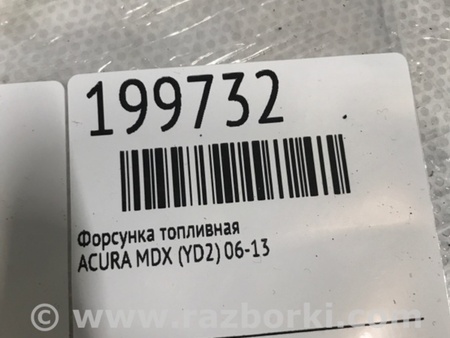 199732
Форсунка топливная
ACURA MDX (YD2) 06-13
© www.razborki.com